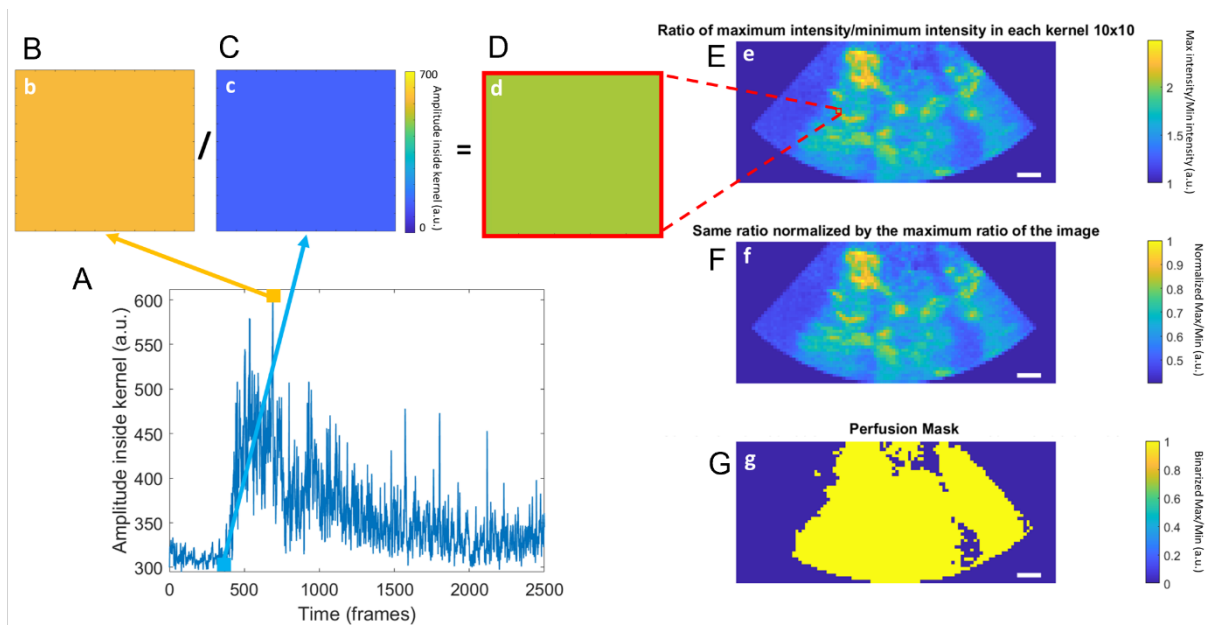 B
C
D
b
/
c
700
0
Amplitude inside kernel (a.u.)
=
d
Ratio of maximum intensity/minimum intensity in each kernel 10x10
E
e
2
1.5
1
Max intensity/Min intensity (a.u.)
Same ratio normalized by the maximum ratio of the image
F
f
1
0.9
0.8
0.7
0.6
0.5
Normalized Max/Min (a.u.)
Perfusion Mask
G
g
1
0.8
0.6
0.4
0.2
0
Binarized Max/Min (a.u.)
A
600
550
500
450
400
350
300
Amplitude inside kernel (a.u.)
0 500 1000 1500 2000 2500
Time (frames)